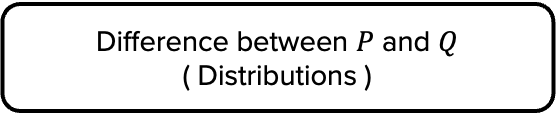 Difference between P and Q
( Distributions )